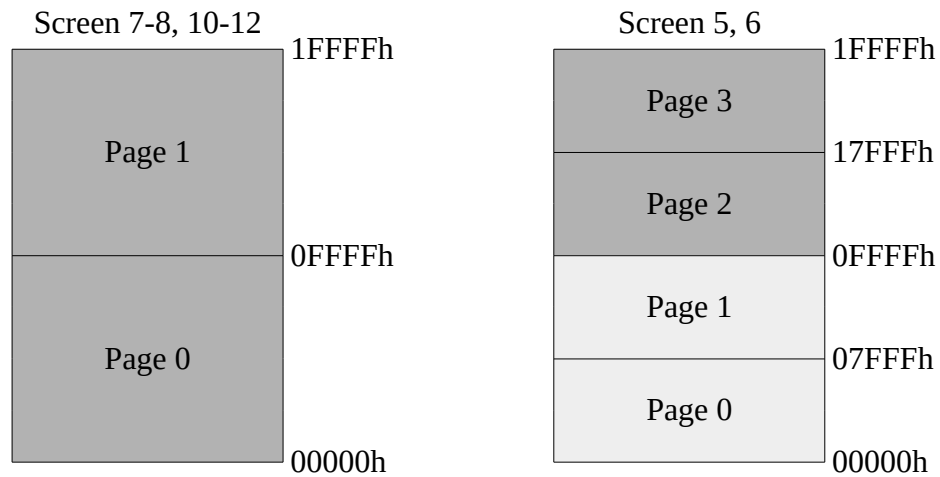 Screen 7-8, 10-12
1FFFFh
Page 1
0FFFFh
Page 0
00000h
Screen 5, 6
1FFFFh
Page 3
17FFFh
Page 2
0FFFFh
Page 1
07FFFh
Page 0
00000h